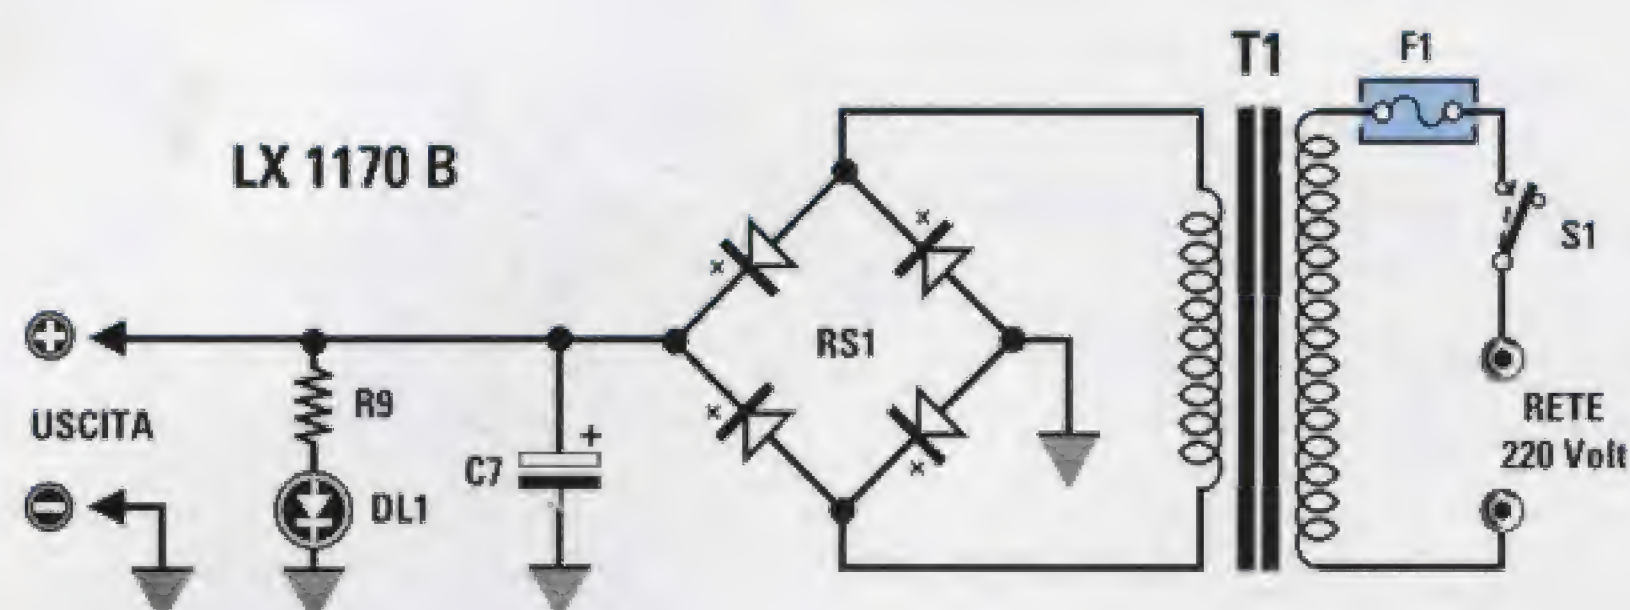 T1
F1
LX 1170 B
S1
RS1
R9
USCITA
RETE
220 Volt
C7
+
DL1